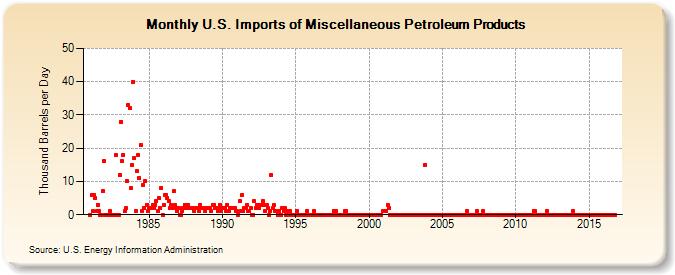 Monthly U.S. Imports of Miscellaneous Petroleum Products
Thousand Barrels per Day
50
40
30
20
10
0
1985 1990 1995 2000 2005 2010 2015
Source: U.S. Energy Information Administration